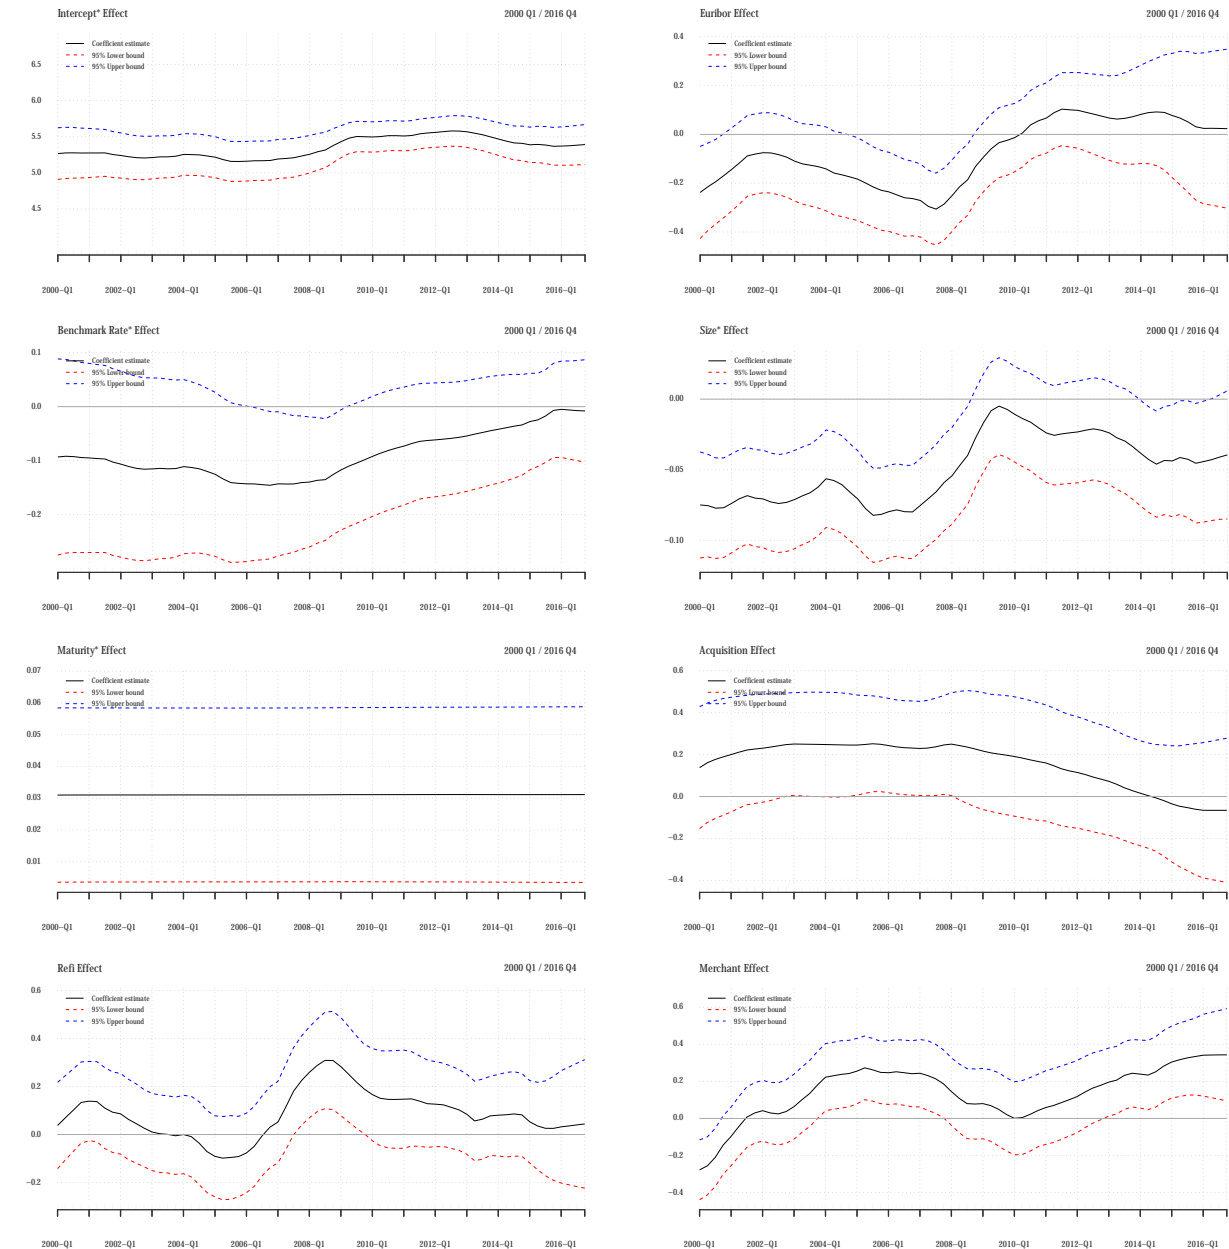 Intercept* Effect 2000 Q1 / 2016 Q4
Coefficient estimate
95% Lower bound
95% Upper bound
6.5
6.0
5.5
5.0
4.5
2000−Q1 2002−Q1 2004−Q1 2006−Q1 2008−Q1 2010−Q1 2012−Q1 2014−Q1 2016−Q1
Euribor Effect 2000 Q1 / 2016 Q4
Coefficient estimate
95% Lower bound
95% Upper bound
0.4
0.2
0.0
−0.2
−0.4
2000−Q1 2002−Q1 2004−Q1 2006−Q1 2008−Q1 2010−Q1 2012−Q1 2014−Q1 2016−Q1
Benchmark Rate* Effect 2000 Q1 / 2016 Q4
Coefficient estimate
95% Lower bound
95% Upper bound
0.1
0.0
−0.1
−0.2
2000−Q1 2002−Q1 2004−Q1 2006−Q1 2008−Q1 2010−Q1 2012−Q1 2014−Q1 2016−Q1
Size* Effect 2000 Q1 / 2016 Q4
Coefficient estimate
95% Lower bound
95% Upper bound
0.00
−0.05
−0.10
2000−Q1 2002−Q1 2004−Q1 2006−Q1 2008−Q1 2010−Q1 2012−Q1 2014−Q1 2016−Q1
Maturity* Effect 2000 Q1 / 2016 Q4
0.07
Coefficient estimate
95% Lower bound
95% Upper bound
0.06
0.05
0.04
0.03
0.02
0.01
2000−Q1 2002−Q1 2004−Q1 2006−Q1 2008−Q1 2010−Q1 2012−Q1 2014−Q1 2016−Q1
Acquisition Effect 2000 Q1 / 2016 Q4
0.6
Coefficient estimate
95% Lower bound
95% Upper bound
0.4
0.2
0.0
−0.2
−0.4
2000−Q1 2002−Q1 2004−Q1 2006−Q1 2008−Q1 2010−Q1 2012−Q1 2014−Q1 2016−Q1
Refi Effect 2000 Q1 / 2016 Q4
0.6
Coefficient estimate
95% Lower bound
95% Upper bound
0.4
0.2
0.0
−0.2
2000−Q1 2002−Q1 2004−Q1 2006−Q1 2008−Q1 2010−Q1 2012−Q1 2014−Q1 2016−Q1
Merchant Effect 2000 Q1 / 2016 Q4
Coefficient estimate
95% Lower bound
95% Upper bound
0.6
0.4
0.2
0.0
−0.2
−0.4
2000−Q1 2002−Q1 2004−Q1 2006−Q1 2008−Q1 2010−Q1 2012−Q1 2014−Q1 2016−Q1